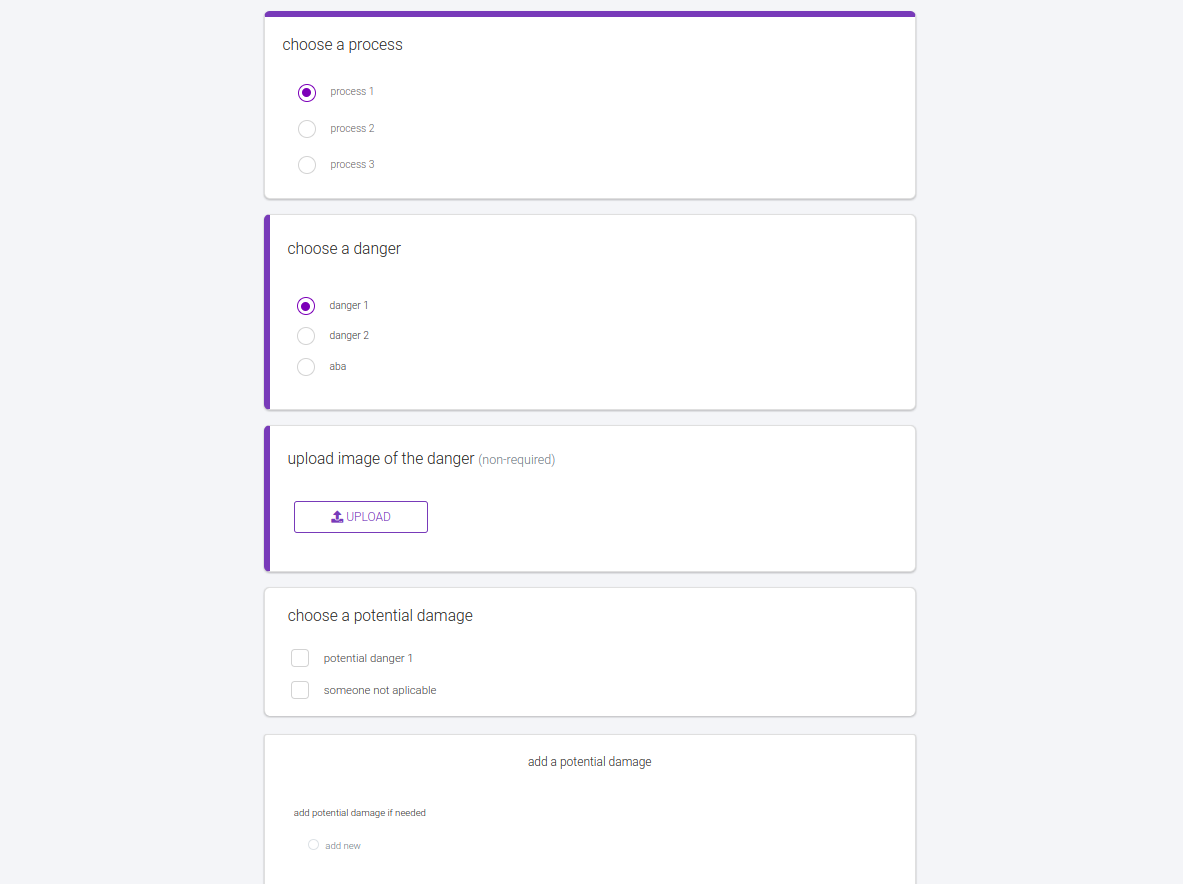 choose a process
process 1
process 2
process 3
choose a danger
danger 1
danger 2
aba
upload image of the danger (non-required)
UPLOAD
choose a potential damage
potential danger 1
someone not aplicable
add a potential damage
add potential damage if needed
add new